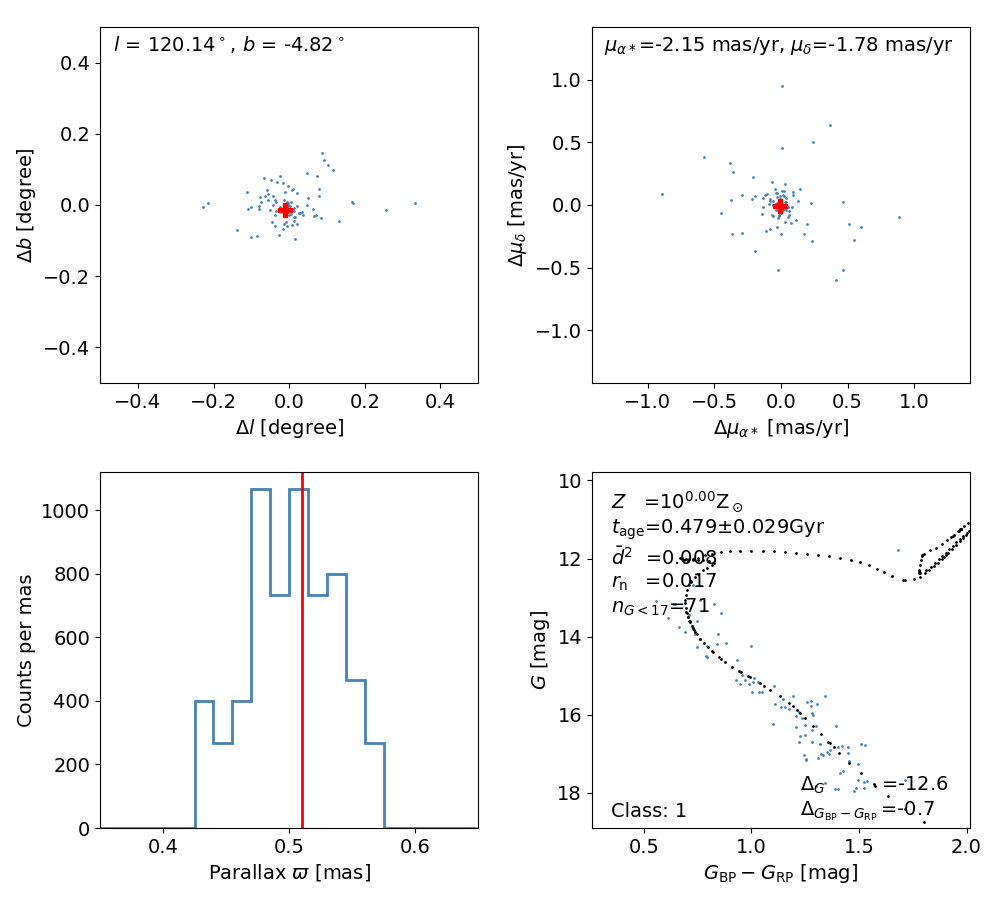 l = 120.14°, b = -4.82°
0.4
0.2
0.0
−0.2
−0.4
Δb [degree]
−0.4 −0.2 0.0 0.2 0.4
Δl [degree]
μα*=-2.15 mas/yr, μδ=-1.78 mas/yr
1.0
0.5
0.0
−0.5
−1.0
Δμδ [mas/yr]
−1.0 −0.5 0.0 0.5 1.0
Δμα* [mas/yr]
1000
800
600
400
200
0
Counts per mas
0.4 0.5 0.6
Parallax ϖ [mas]
10
12
14
16
18
G [mag]
Z =10^0.00 Z⊙
t_age=0.479±0.029Gyr
d̄² =0.008
r_n =0.017
n_G<17=71
Δ_G =-12.6
Class: 1 Δ_G_BP−G_RP =-0.7
0.5 1.0 1.5 2.0
G_BP − G_RP [mag]